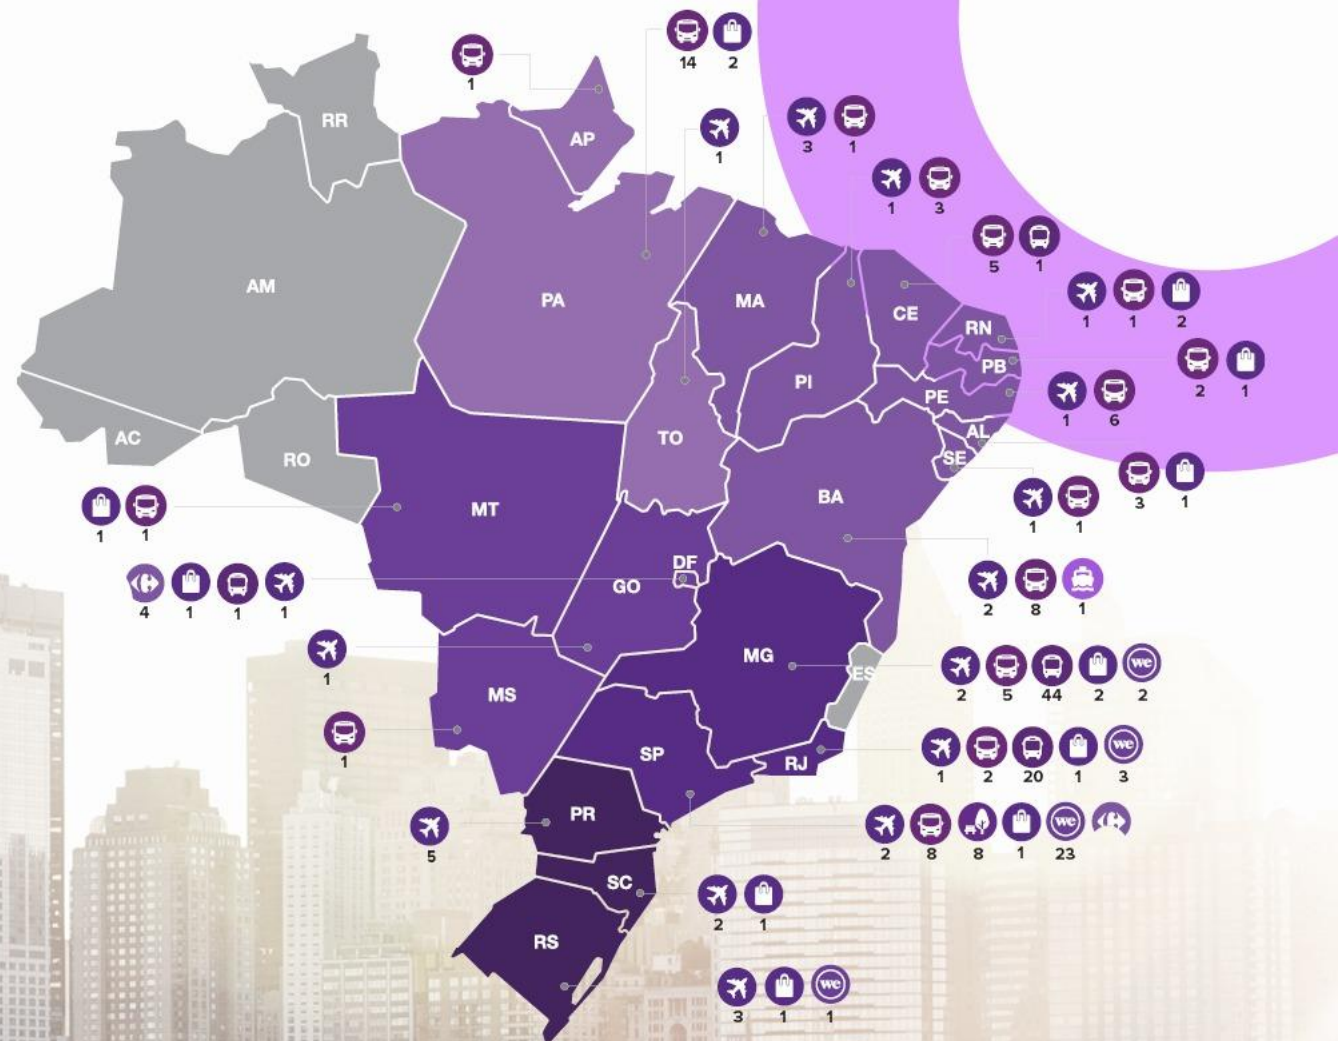 14 2
1
RR
AP
1
3 1
1 3
5 1
AM
PA
MA
CE
1 1 2
RN
PB
2 1
PI
PE
1 6
AC
RO
TO
AL
SE
3 1
BA
1 1
MT
1 1
DF
GO
4 1 1 1
2 8 1
1
MG
ES
we
2 5 44 2 2
MS
1
SP
RJ
we
1 2 20 1 3
PR
5
we
2 8 8 1 23
SC
2 1
RS
we
3 1 1